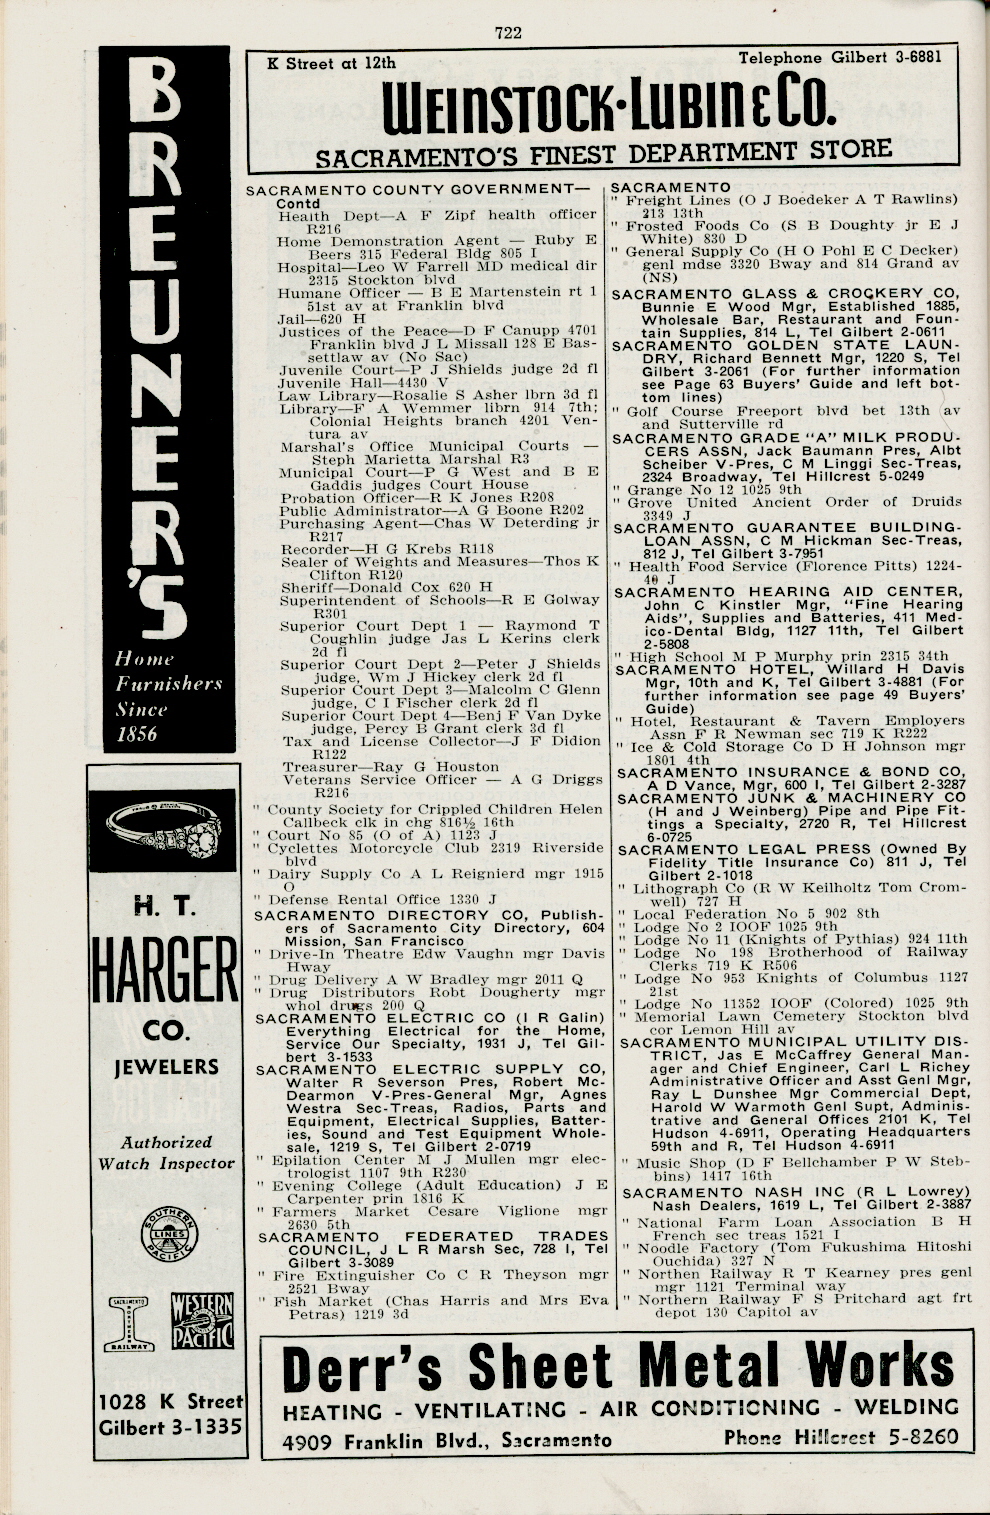 722
BREUNER'S
Home
Furnishers
Since
1856
H. T.
HARGER
CO.
JEWELERS
Authorized
Watch Inspector
SOUTHERN
LINES
PACIFIC
SACRAMENTO
NORTHERN
RAILWAY
WESTERN
PACIFIC
1028 K Street
Gilbert 3-1335
K Street at 12th
Telephone Gilbert 3-6881
WEINSTOCK·LUBIN & CO.
SACRAMENTO'S FINEST DEPARTMENT STORE
SACRAMENTO COUNTY GOVERNMENT—
Contd
Health Dept—A F Zipf health officer
R216
Home Demonstration Agent — Ruby E
Beers 315 Federal Bldg 805 I
Hospital—Leo W Farrell MD medical dir
2315 Stockton blvd
Humane Officer — B E Martenstein rt 1
51st av at Franklin blvd
Jail—620 H
Justices of the Peace—D F Canupp 4701
Franklin blvd J L Missall 128 E Bas-
settlaw av (No Sac)
Juvenile Court—P J Shields judge 2d fl
Juvenile Hall—4430 V
Law Library—Rosalie S Asher lbrn 3d fl
Library—F A Wemmer librn 914 7th;
Colonial Heights branch 4201 Ven-
tura av
Marshal's Office Municipal Courts —
Steph Marietta Marshal R3
Municipal Court—P G West and B E
Gaddis judges Court House
Probation Officer—R K Jones R208
Public Administrator—A G Boone R202
Purchasing Agent—Chas W Deterding jr
R217
Recorder—H G Krebs R118
Sealer of Weights and Measures—Thos K
Clifton R120
Sheriff—Donald Cox 620 H
Superintendent of Schools—R E Golway
R301
Superior Court Dept 1 — Raymond T
Coughlin judge Jas L Kerins clerk
2d fl
Superior Court Dept 2—Peter J Shields
judge, Wm J Hickey clerk 2d fl
Superior Court Dept 3—Malcolm C Glenn
judge, C I Fischer clerk 2d fl
Superior Court Dept 4—Benj F Van Dyke
judge, Percy B Grant clerk 3d fl
Tax and License Collector—J F Didion
R122
Treasurer—Ray G Houston
Veterans Service Officer — A G Driggs
R216
" County Society for Crippled Children Helen
Callbeck clk in chg 816½ 16th
" Court No 85 (O of A) 1123 J
" Cyclettes Motorcycle Club 2319 Riverside
blvd
" Dairy Supply Co A L Reignierd mgr 1915
O
" Defense Rental Office 1330 J
SACRAMENTO DIRECTORY CO, Publish-
ers of Sacramento City Directory, 604
Mission, San Francisco
" Drive-In Theatre Edw Vaughn mgr Davis
Hway
" Drug Delivery A W Bradley mgr 2011 Q
" Drug Distributors Robt Dougherty mgr
whol drugs 200 Q
SACRAMENTO ELECTRIC CO (I R Galin)
Everything Electrical for the Home,
Service Our Specialty, 1931 J, Tel Gil-
bert 3-1533
SACRAMENTO ELECTRIC SUPPLY CO,
Walter R Severson Pres, Robert Mc-
Dearmon V-Pres-General Mgr, Agnes
Westra Sec-Treas, Radios, Parts and
Equipment, Electrical Supplies, Batter-
ies, Sound and Test Equipment Whole-
sale, 1219 S, Tel Gilbert 2-0719
" Epilation Center M J Mullen mgr elec-
trologist 1107 9th R230
" Evening College (Adult Education) J E
Carpenter prin 1816 K
" Farmers Market Cesare Viglione mgr
2630 5th
SACRAMENTO FEDERATED TRADES
COUNCIL, J L R Marsh Sec, 728 I, Tel
Gilbert 3-3089
" Fire Extinguisher Co C R Theyson mgr
2521 Bway
" Fish Market (Chas Harris and Mrs Eva
Petras) 1219 3d
SACRAMENTO
" Freight Lines (O J Boedeker A T Rawlins)
213 13th
" Frosted Foods Co (S B Doughty jr E J
White) 830 D
" General Supply Co (H O Pohl E C Decker)
genl mdse 3320 Bway and 814 Grand av
(NS)
SACRAMENTO GLASS & CROCKERY CO,
Bunnie E Wood Mgr, Established 1885,
Wholesale Bar, Restaurant and Foun-
tain Supplies, 814 L, Tel Gilbert 2-0611
SACRAMENTO GOLDEN STATE LAUN-
DRY, Richard Bennett Mgr, 1220 S, Tel
Gilbert 3-2061 (For further information
see Page 63 Buyers' Guide and left bot-
tom lines)
" Golf Course Freeport blvd bet 13th av
and Sutterville rd
SACRAMENTO GRADE "A" MILK PRODU-
CERS ASSN, Jack Baumann Pres, Albt
Scheiber V-Pres, C M Linggi Sec-Treas,
2324 Broadway, Tel Hillcrest 5-0249
" Grange No 12 1025 9th
" Grove United Ancient Order of Druids
3349 J
SACRAMENTO GUARANTEE BUILDING-
LOAN ASSN, C M Hickman Sec-Treas,
812 J, Tel Gilbert 3-7951
" Health Food Service (Florence Pitts) 1224-
40 J
SACRAMENTO HEARING AID CENTER,
John C Kinstler Mgr, "Fine Hearing
Aids", Supplies and Batteries, 411 Med-
ico-Dental Bldg, 1127 11th, Tel Gilbert
2-5808
" High School M P Murphy prin 2315 34th
SACRAMENTO HOTEL, Willard H Davis
Mgr, 10th and K, Tel Gilbert 3-4881 (For
further information see page 49 Buyers'
Guide)
" Hotel, Restaurant & Tavern Employers
Assn F R Newman sec 719 K R222
" Ice & Cold Storage Co D H Johnson mgr
1801 4th
SACRAMENTO INSURANCE & BOND CO,
A D Vance, Mgr, 600 I, Tel Gilbert 2-3287
SACRAMENTO JUNK & MACHINERY CO
(H and J Weinberg) Pipe and Pipe Fit-
tings a Specialty, 2720 R, Tel Hillcrest
6-0725
SACRAMENTO LEGAL PRESS (Owned By
Fidelity Title Insurance Co) 811 J, Tel
Gilbert 2-1018
" Lithograph Co (R W Keilholtz Tom Crom-
well) 727 H
" Local Federation No 5 902 8th
" Lodge No 2 IOOF 1025 9th
" Lodge No 11 (Knights of Pythias) 924 11th
" Lodge No 198 Brotherhood of Railway
Clerks 719 K R506
" Lodge No 953 Knights of Columbus 1127
21st
" Lodge No 11352 IOOF (Colored) 1025 9th
" Memorial Lawn Cemetery Stockton blvd
cor Lemon Hill av
SACRAMENTO MUNICIPAL UTILITY DIS-
TRICT, Jas E McCaffrey General Man-
ager and Chief Engineer, Carl L Richey
Administrative Officer and Asst Genl Mgr,
Ray L Dunshee Mgr Commercial Dept,
Harold W Warmoth Genl Supt, Adminis-
trative and General Offices 2101 K, Tel
Hudson 4-6911, Operating Headquarters
59th and R, Tel Hudson 4-6911
" Music Shop (D F Bellchamber P W Steb-
bins) 1417 16th
SACRAMENTO NASH INC (R L Lowrey)
Nash Dealers, 1619 L, Tel Gilbert 2-3887
" National Farm Loan Association B H
French sec treas 1521 I
" Noodle Factory (Tom Fukushima Hitoshi
Ouchida) 327 N
" Northen Railway R T Kearney pres genl
mgr 1121 Terminal way
" Northern Railway F S Pritchard agt frt
depot 130 Capitol av
Derr's Sheet Metal Works
HEATING - VENTILATING - AIR CONDITIONING - WELDING
4909 Franklin Blvd., Sacramento
Phone Hillcrest 5-8260